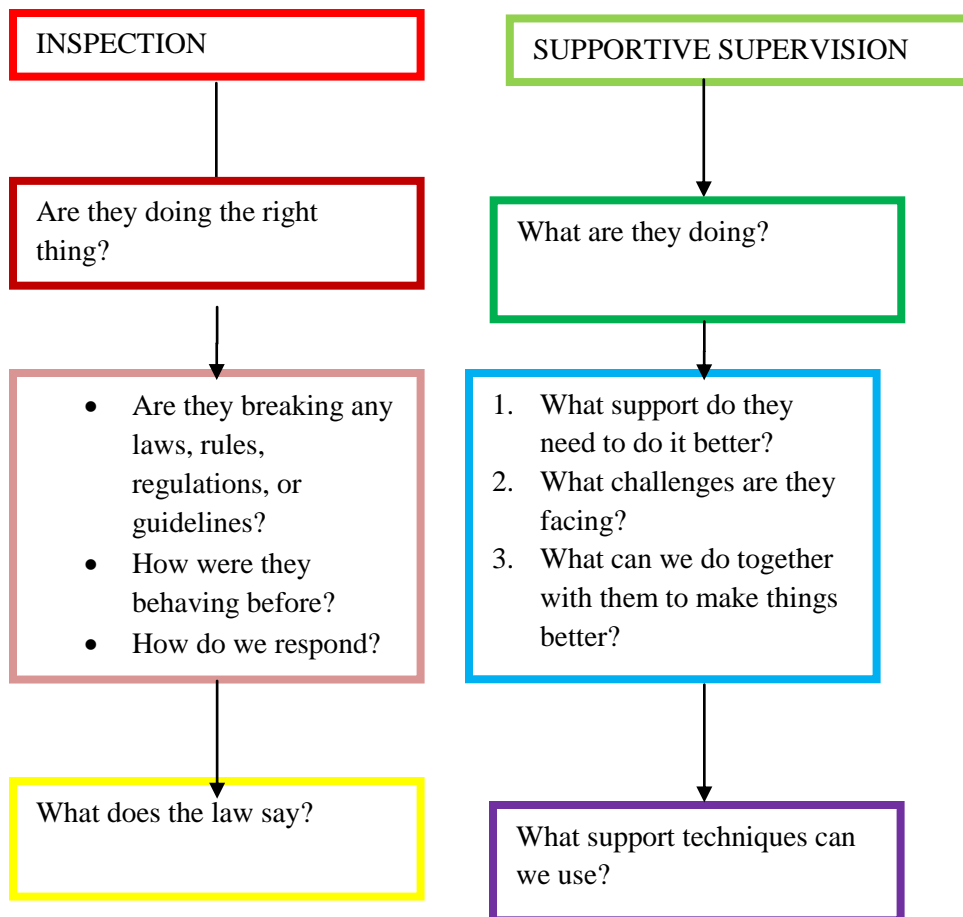 INSPECTION
Are they doing the right
thing?
• Are they breaking any
laws, rules,
regulations, or
guidelines?
• How were they
behaving before?
• How do we respond?
What does the law say?
SUPPORTIVE SUPERVISION
What are they doing?
1. What support do they
need to do it better?
2. What challenges are they
facing?
3. What can we do together
with them to make things
better?
What support techniques can
we use?